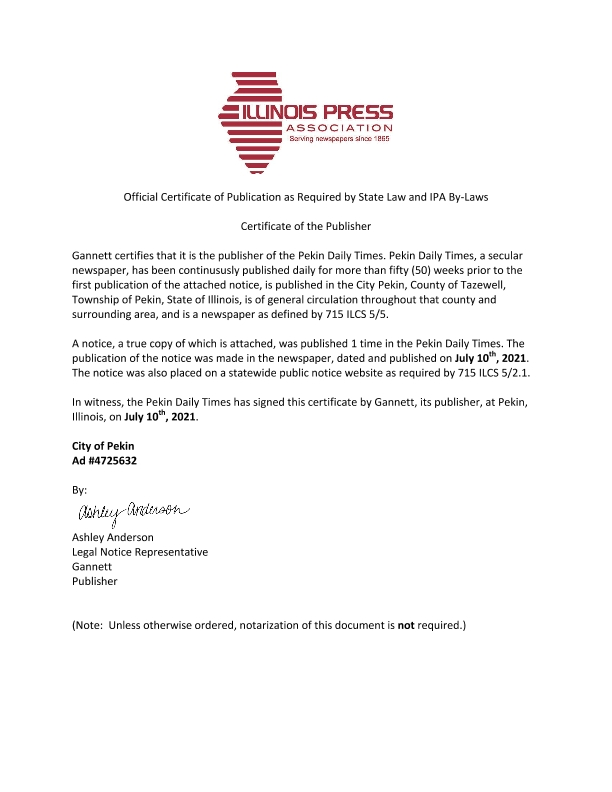 ILLINOIS PRESS
ASSOCIATION
Serving newspapers since 1865
Official Certificate of Publication as Required by State Law and IPA By-Laws
Certificate of the Publisher
Gannett certifies that it is the publisher of the Pekin Daily Times. Pekin Daily Times, a secular
newspaper, has been continususly published daily for more than fifty (50) weeks prior to the
first publication of the attached notice, is published in the City Pekin, County of Tazewell,
Township of Pekin, State of Illinois, is of general circulation throughout that county and
surrounding area, and is a newspaper as defined by 715 ILCS 5/5.
A notice, a true copy of which is attached, was published 1 time in the Pekin Daily Times. The
publication of the notice was made in the newspaper, dated and published on July 10th, 2021.
The notice was also placed on a statewide public notice website as required by 715 ILCS 5/2.1.
In witness, the Pekin Daily Times has signed this certificate by Gannett, its publisher, at Pekin,
Illinois, on July 10th, 2021.
City of Pekin
Ad #4725632
By:
Ashley Anderson
Ashley Anderson
Legal Notice Representative
Gannett
Publisher
(Note:  Unless otherwise ordered, notarization of this document is not required.)